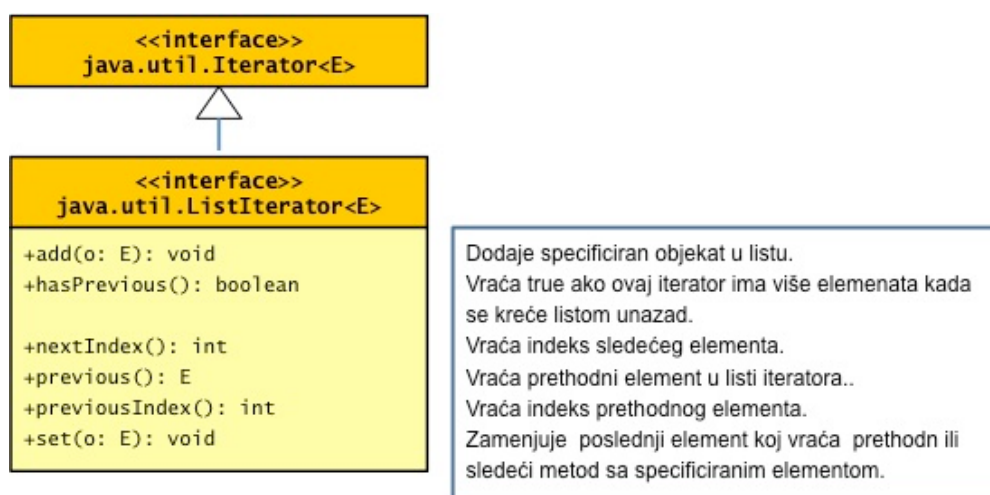 <<interface>>
java.util.Iterator<E>
<<interface>>
java.util.ListIterator<E>
+add(o: E): void
+hasPrevious(): boolean
+nextIndex(): int
+previous(): E
+previousIndex(): int
+set(o: E): void
Dodaje specificiran objekat u listu.
Vraća true ako ovaj iterator ima više elemenata kada
se kreće listom unazad.
Vraća indeks sledećeg elementa.
Vraća prethodni element u listi iteratora..
Vraća indeks prethodnog elementa.
Zamenjuje poslednji element koj vraća prethodn ili
sledeći metod sa specificiranim elementom.